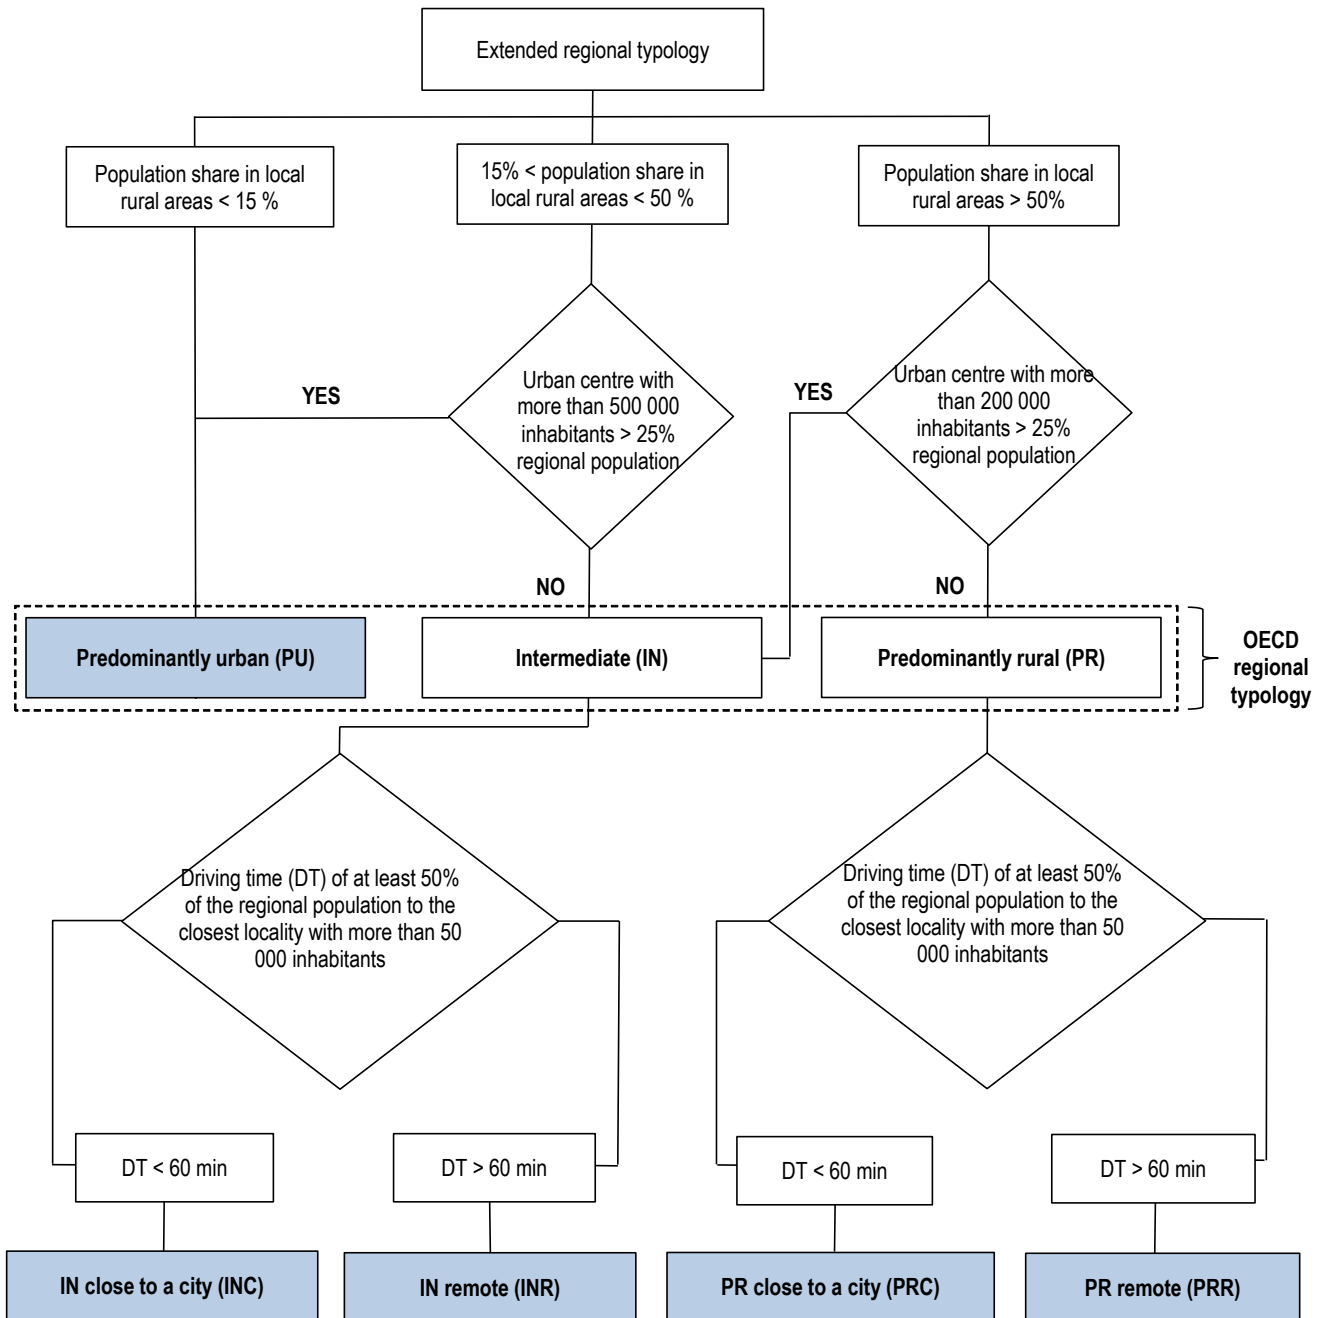 Extended regional typology
Population share in local
rural areas < 15 %
15% < population share in
local rural areas < 50 %
Population share in local
rural areas > 50%
YES
Urban centre with
more than 500 000
inhabitants > 25%
regional population
YES
Urban centre with more
than 200 000
inhabitants > 25%
regional population
NO
NO
Predominantly urban (PU)
Intermediate (IN)
Predominantly rural (PR)
OECD
regional
typology
Driving time (DT) of at least 50%
of the regional population to the
closest locality with more than 50
000 inhabitants
Driving time (DT) of at least 50%
of the regional population to the
closest locality with more than 50
000 inhabitants
DT < 60 min
DT > 60 min
DT < 60 min
DT > 60 min
IN close to a city (INC)
IN remote (INR)
PR close to a city (PRC)
PR remote (PRR)